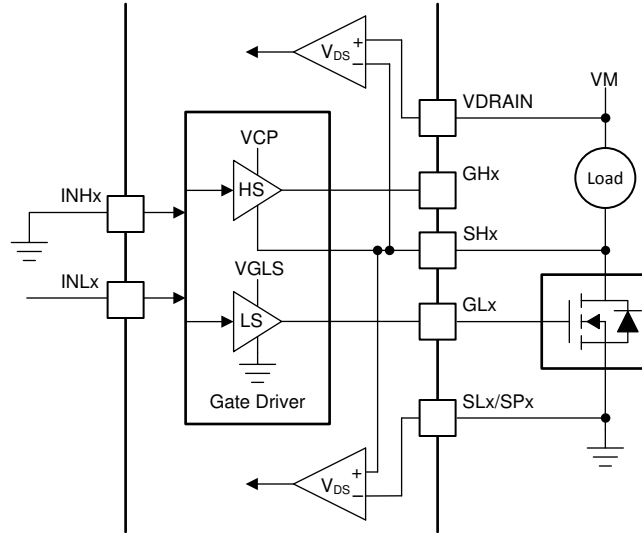 +
VDS
−
VDRAIN
VM
VCP
HS
GHx
Load
INHx
SHx
INLx
VGLS
LS
GLx
Gate Driver
SLx/SPx
+
VDS
−